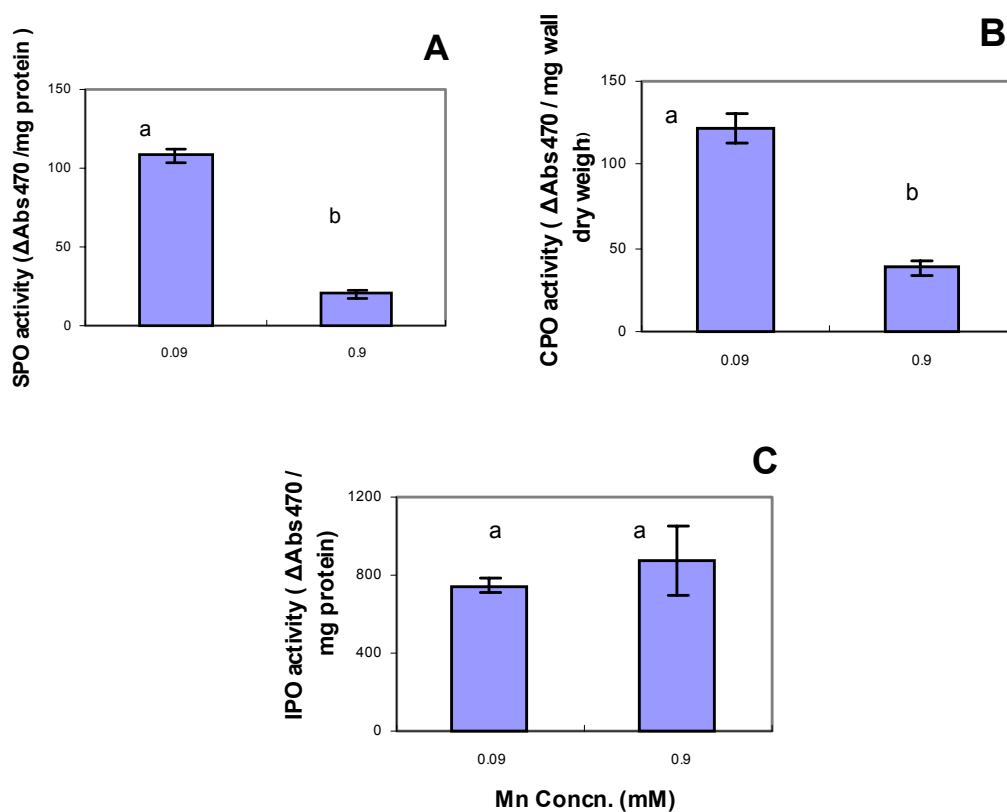 A
SPO activity (ΔAbs470 /mg protein )
150
100
50
0
a
b
0.09
0.9
B
CPO activity ( ΔAbs470 / mg wall
dry weigh)
150
100
50
0
a
b
0.09
0.9
C
IPO activity ( ΔAbs470 /
mg protein)
1200
800
400
0
a
a
0.09
0.9
Mn Concn. (mM)